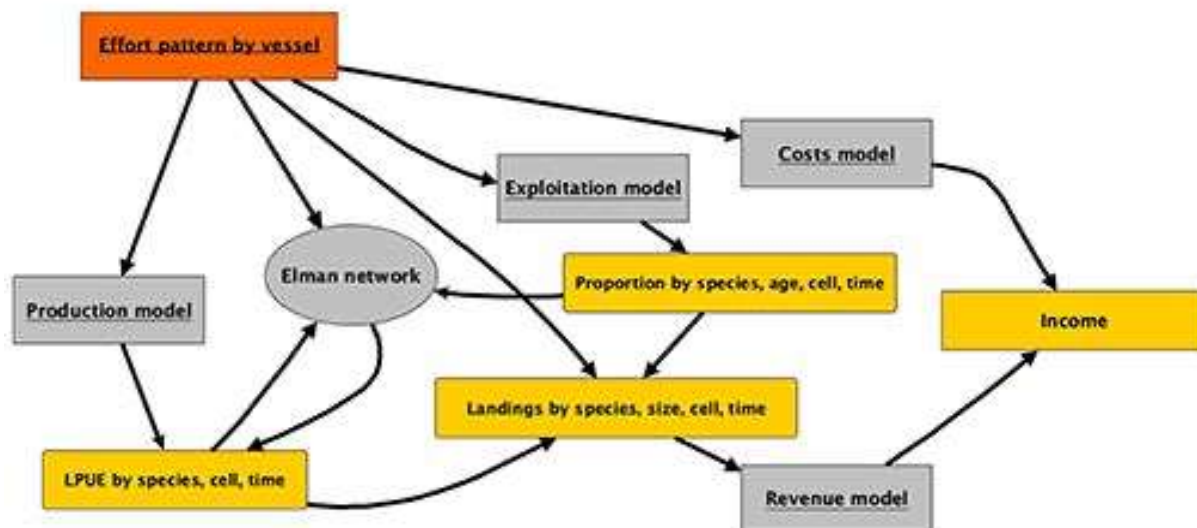 Effort pattern by vessel
Costs model
Exploitation model
Elman network
Proportion by species, age, cell, time
Production model
Income
Landings by species, size, cell, time
LPUE by species, cell, time
Revenue model